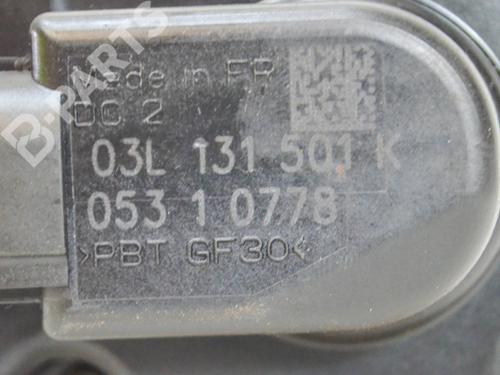 Made in FR
DC 2
03L 131 501 K
053 1 0778
>PBT GF30<
B-PARTS